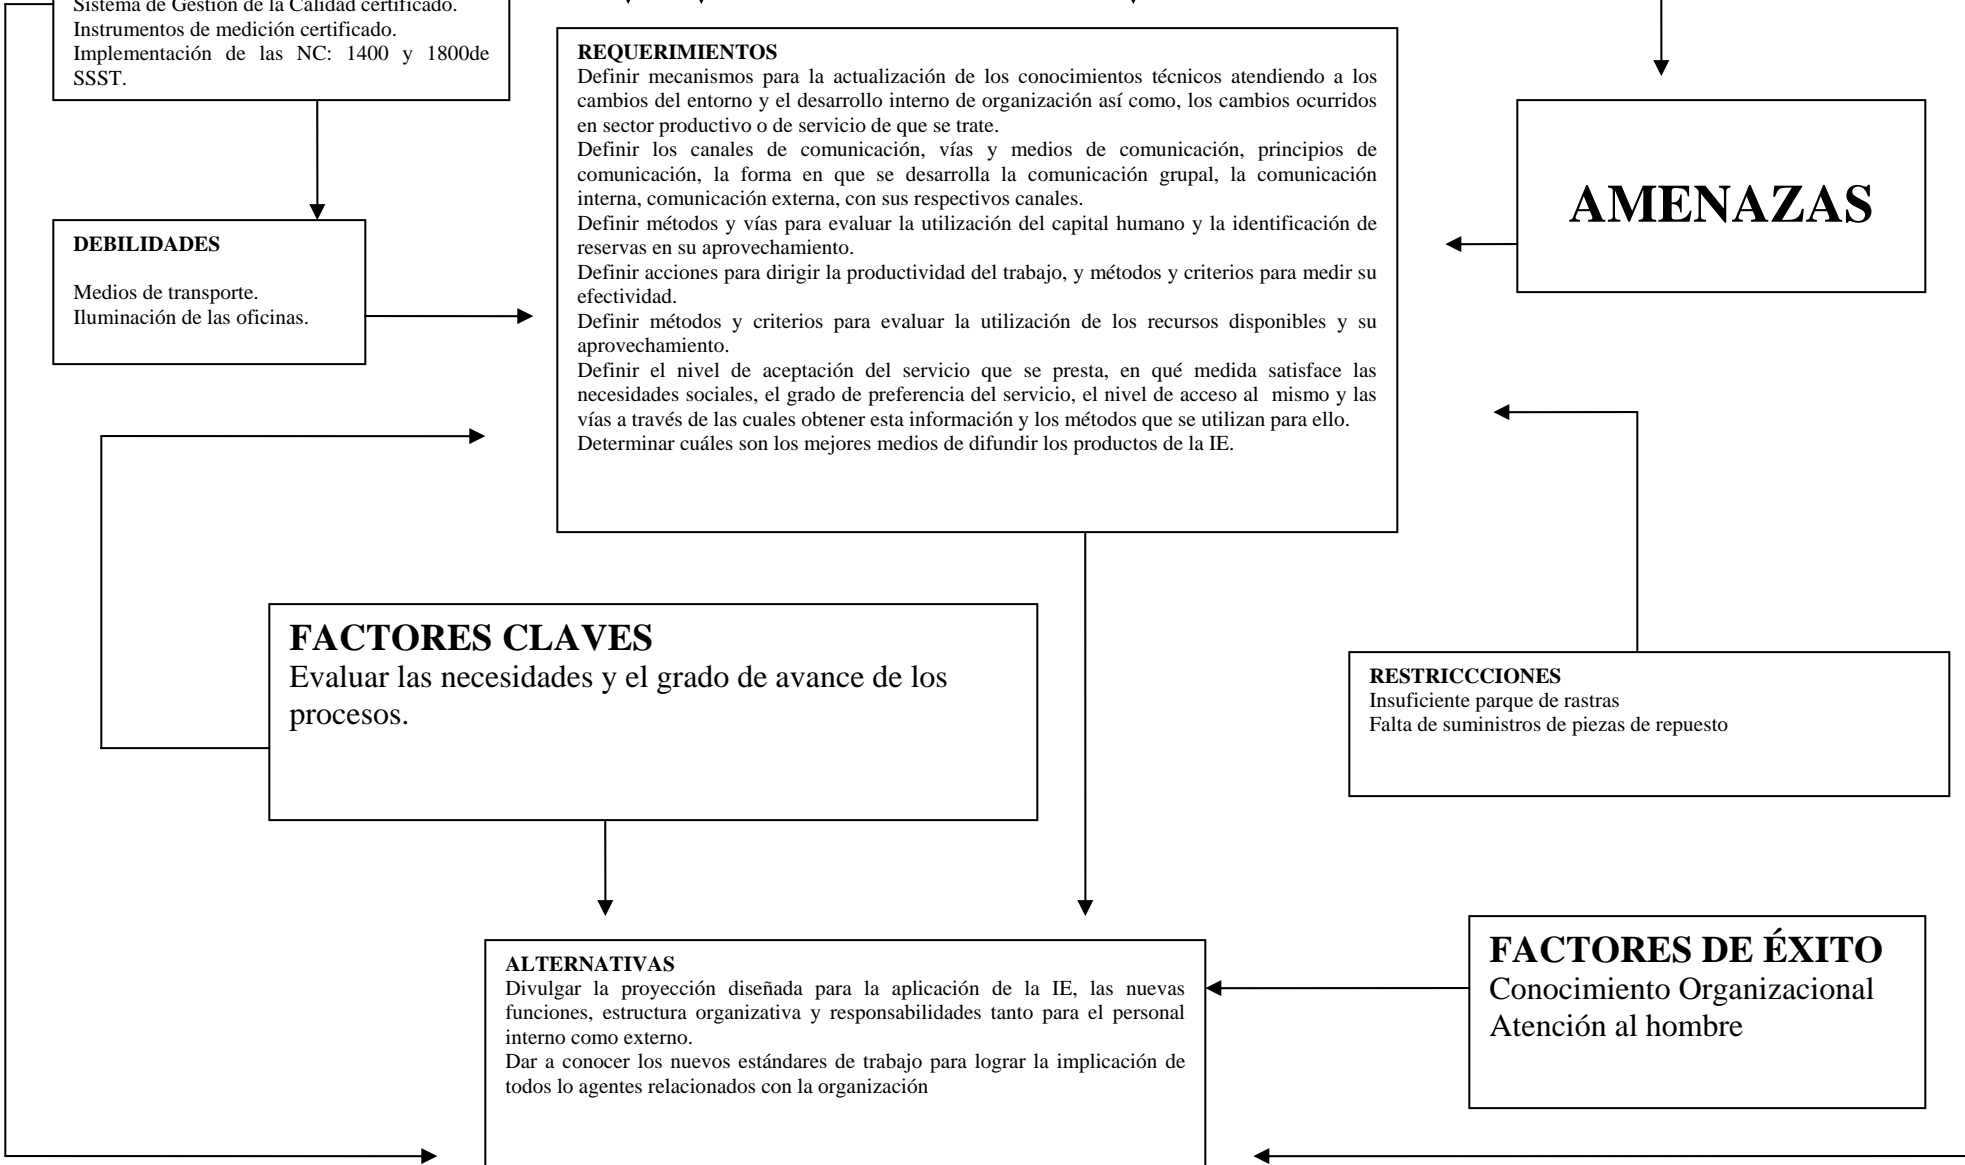 Sistema de Gestión de la Calidad certificado.
Instrumentos de medición certificado.
Implementación de las NC: 1400 y 1800de
SSST.
REQUERIMIENTOS
Definir mecanismos para la actualización de los conocimientos técnicos atendiendo a los
cambios del entorno y el desarrollo interno de organización así como, los cambios ocurridos
en sector productivo o de servicio de que se trate.
Definir los canales de comunicación, vías y medios de comunicación, principios de
comunicación, la forma en que se desarrolla la comunicación grupal, la comunicación
interna, comunicación externa, con sus respectivos canales.
Definir métodos y vías para evaluar la utilización del capital humano y la identificación de
reservas en su aprovechamiento.
Definir acciones para dirigir la productividad del trabajo, y métodos y criterios para medir su
efectividad.
Definir métodos y criterios para evaluar la utilización de los recursos disponibles y su
aprovechamiento.
Definir el nivel de aceptación del servicio que se presta, en qué medida satisface las
necesidades sociales, el grado de preferencia del servicio, el nivel de acceso al  mismo y las
vías a través de las cuales obtener esta información y los métodos que se utilizan para ello.
Determinar cuáles son los mejores medios de difundir los productos de la IE.
AMENAZAS
DEBILIDADES
Medios de transporte.
Iluminación de las oficinas.
FACTORES CLAVES
Evaluar las necesidades y el grado de avance de los
procesos.
RESTRICCCIONES
Insuficiente parque de rastras
Falta de suministros de piezas de repuesto
ALTERNATIVAS
Divulgar la proyección diseñada para la aplicación de la IE, las nuevas
funciones, estructura organizativa y responsabilidades tanto para el personal
interno como externo.
Dar a conocer los nuevos estándares de trabajo para lograr la implicación de
todos lo agentes relacionados con la organización
FACTORES DE ÉXITO
Conocimiento Organizacional
Atención al hombre